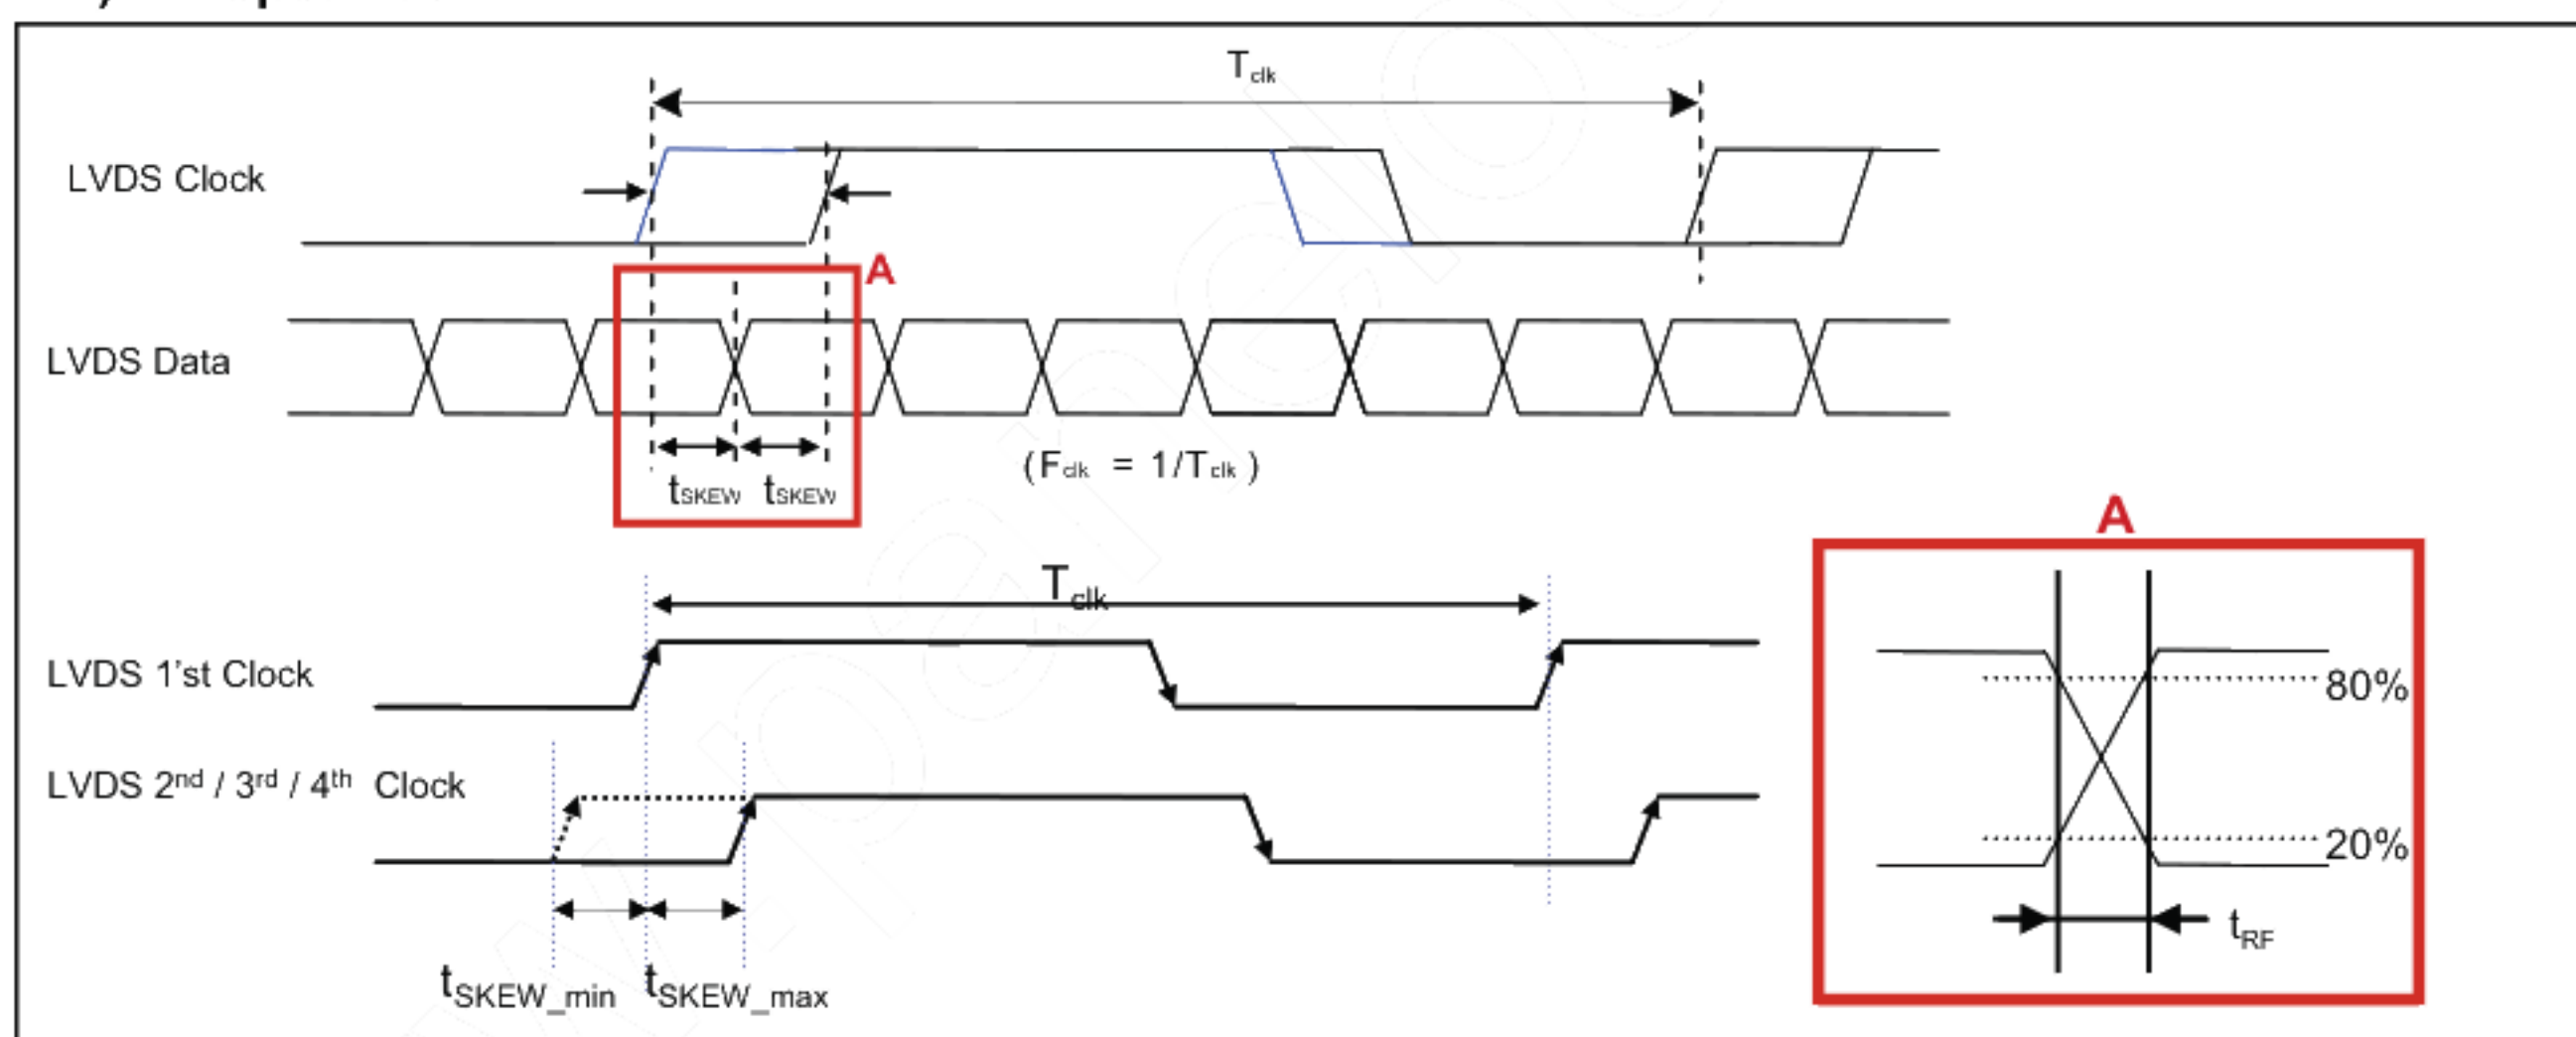 T clk
LVDS Clock
A
LVDS Data
tSKEW tSKEW
(Fclk = 1/Tclk )
A
Tclk
LVDS 1'st Clock
80%
LVDS 2nd / 3rd / 4th Clock
20%
tRF
tSKEW_min tSKEW_max